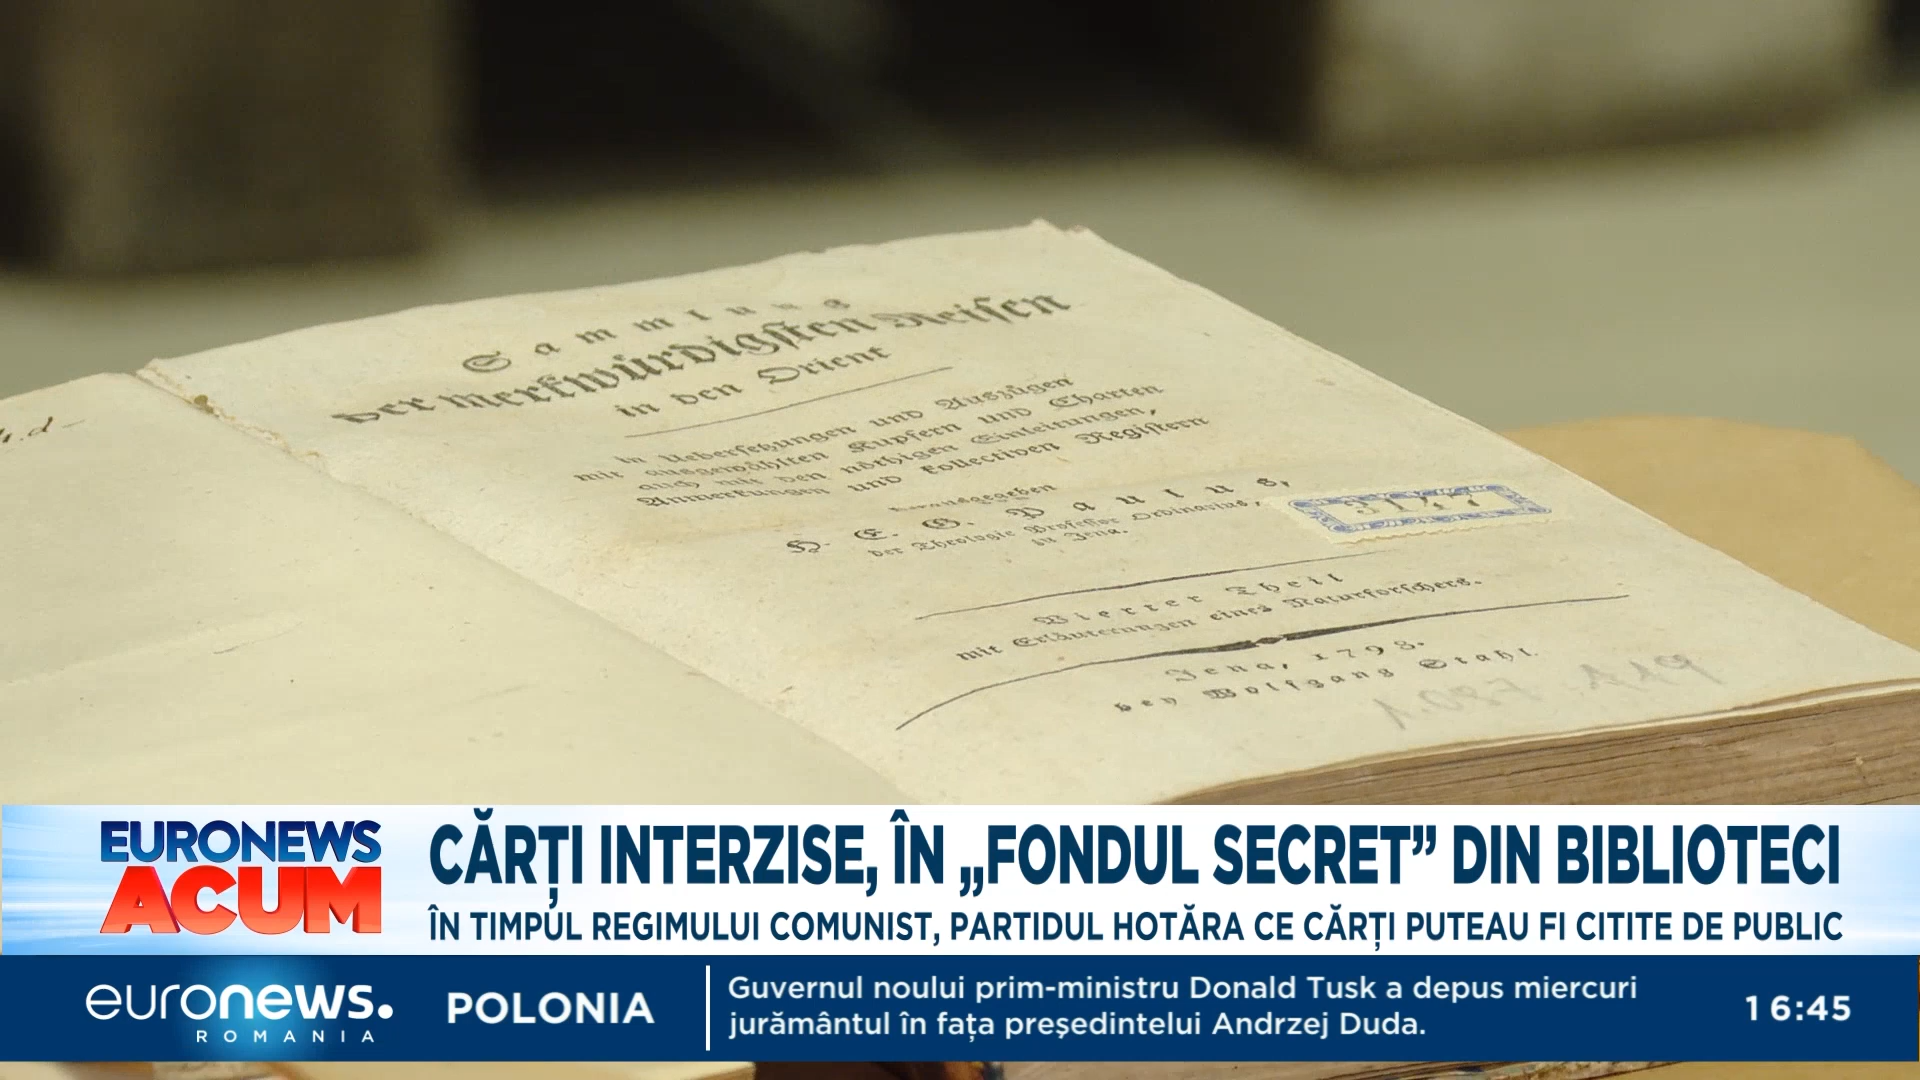 Sammlung
der merkwürdigsten Reisen
in den Orient
in Uebersetzungen und Auszügen
mit ausgewählten Kupfern und Charten
auch mit den nöthigen Einleitungen,
Anmerkungen und kollectiven Registern
herausgegeben
H. E. G. Paulus,
der Theologie Professor Ordinarius,
zu Jena.
3147
Vierter Theil
mit Erläuterungen eines Naturforschers.
Jena, 1798.
bey Wolfgang Stahl.
EURONEWS
ACUM
CĂRȚI INTERZISE, ÎN „FONDUL SECRET” DIN BIBLIOTECI
ÎN TIMPUL REGIMULUI COMUNIST, PARTIDUL HOTĂRA CE CĂRȚI PUTEAU FI CITITE DE PUBLIC
euronews.
ROMANIA
POLONIA
Guvernul noului prim-ministru Donald Tusk a depus miercuri
jurământul în fața președintelui Andrzej Duda.
16:45